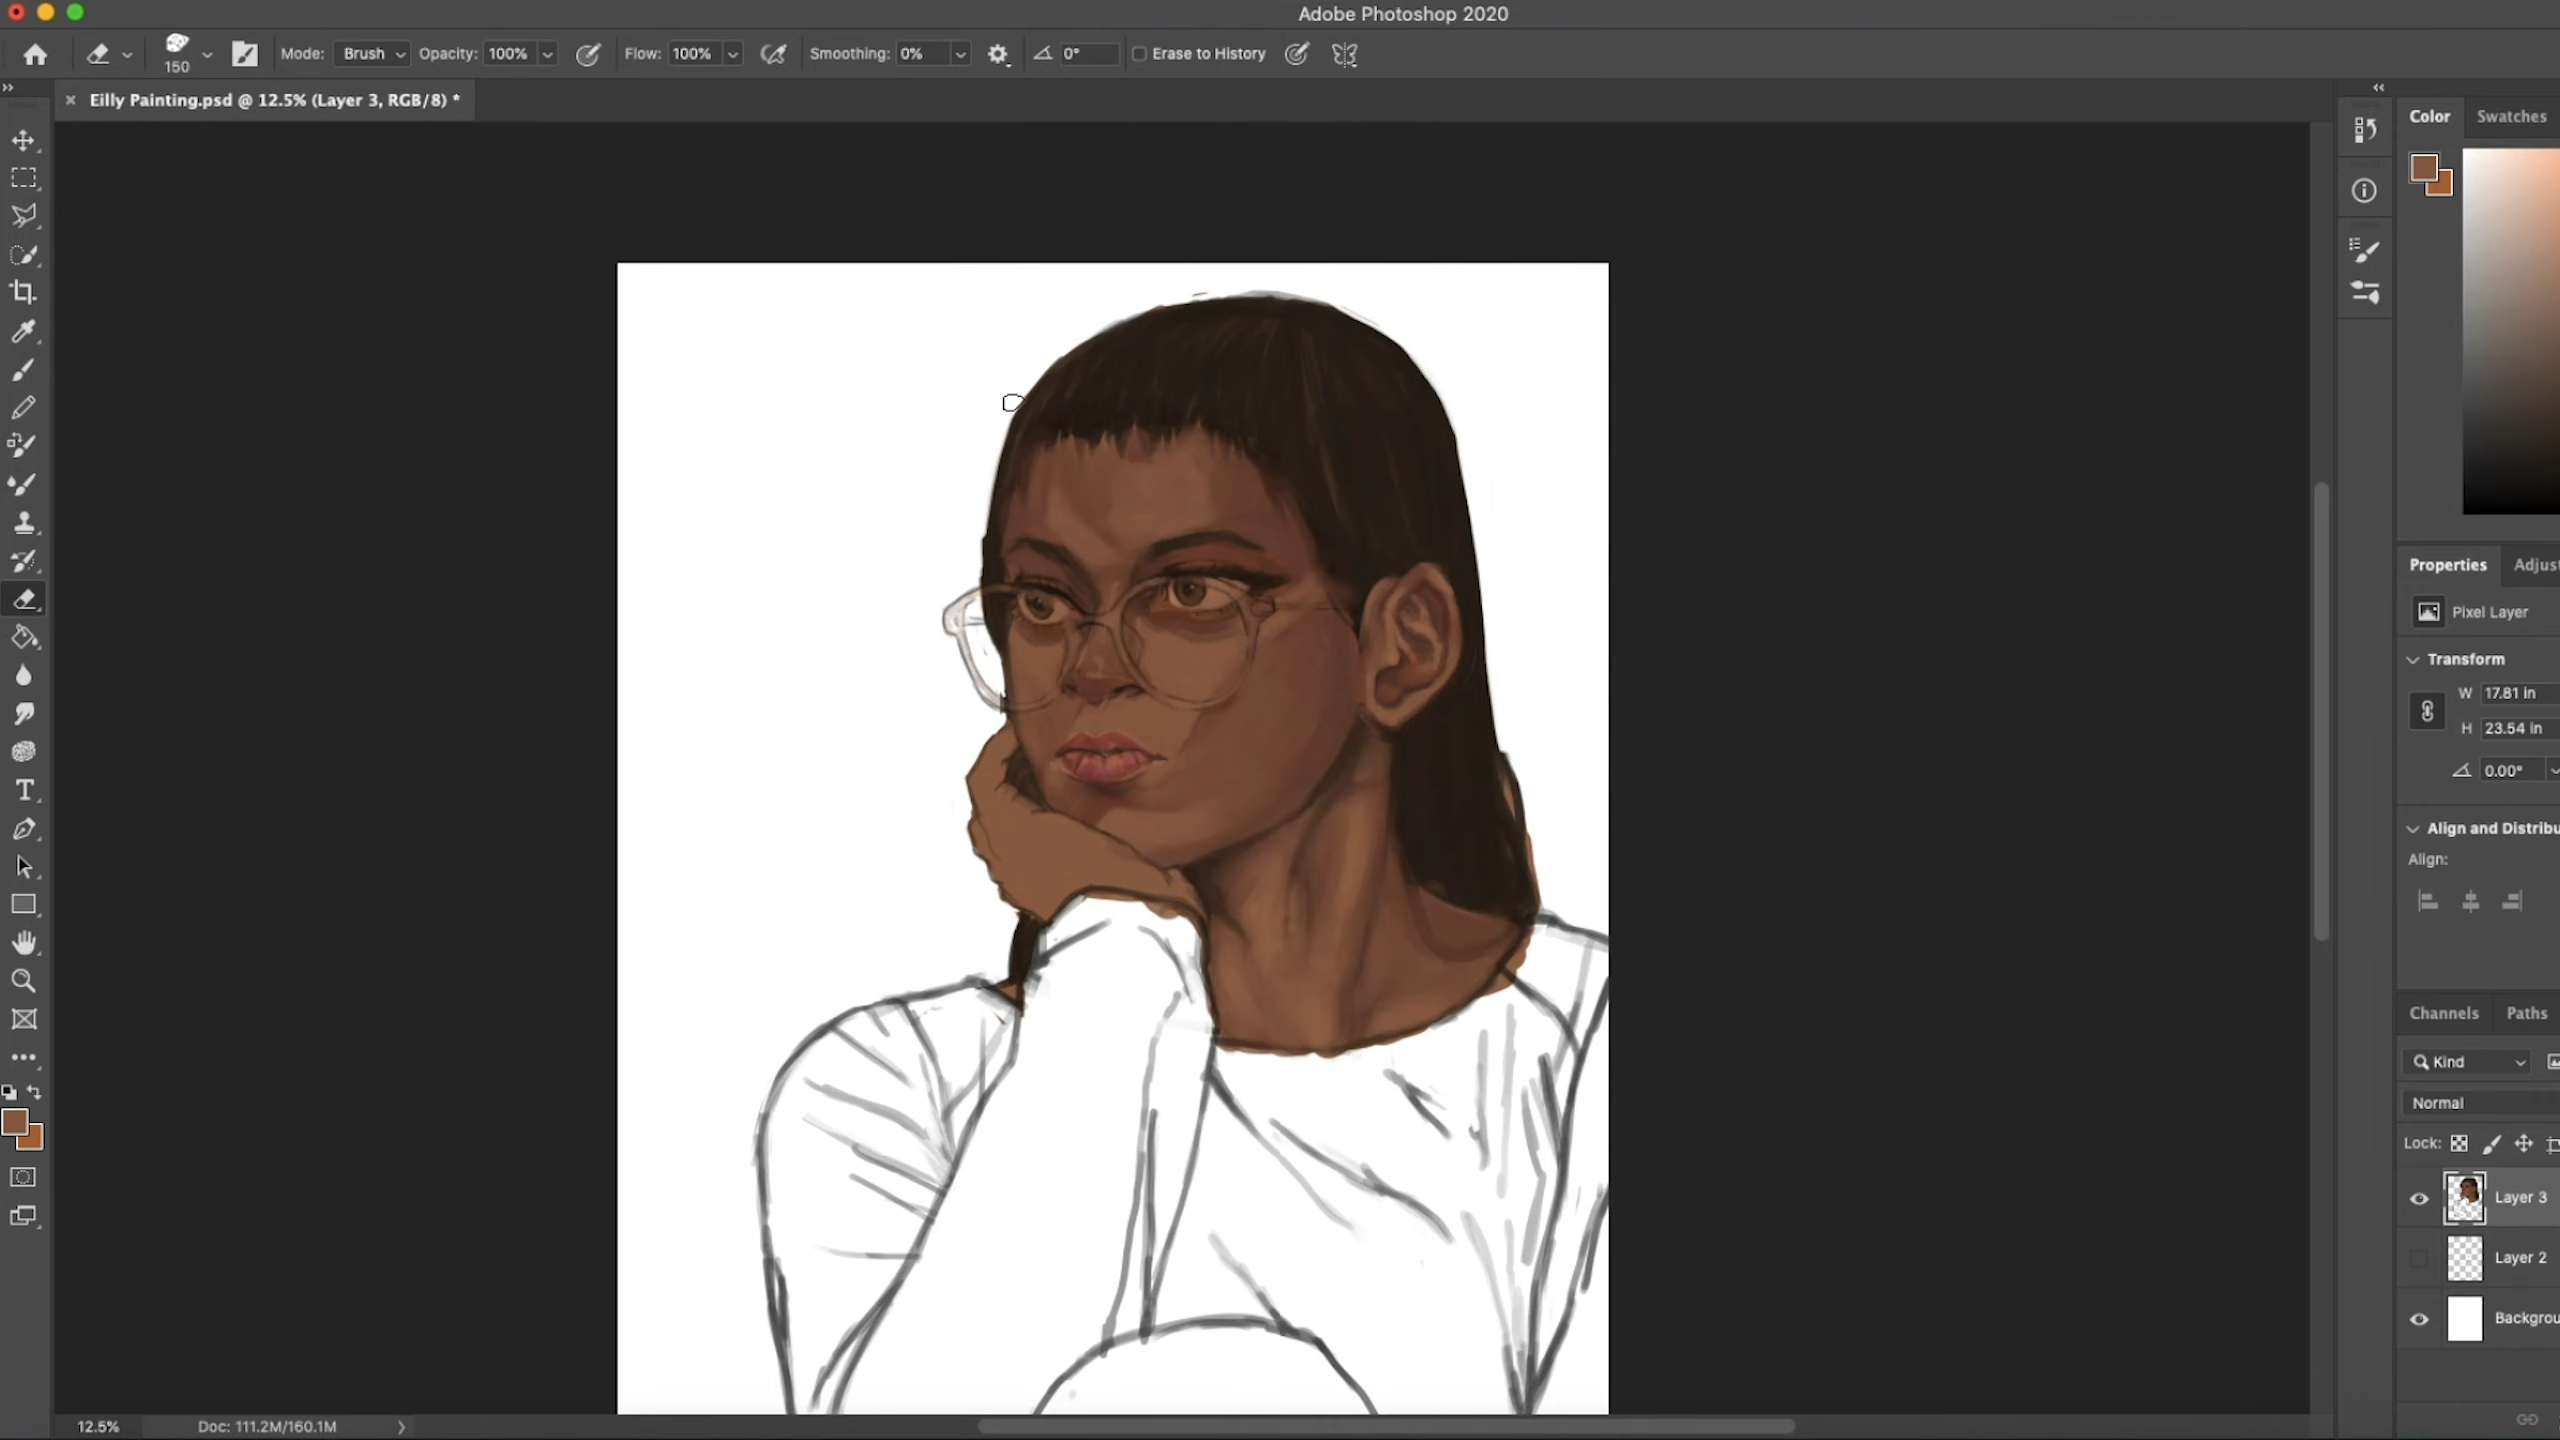 Adobe Photoshop 2020
150 Mode: Brush Opacity: 100% Flow: 100% Smoothing: 0% 0° Erase to History
Eilly Painting.psd @ 12.5% (Layer 3, RGB/8) *
Color Swatches
Properties Adjus
Pixel Layer
Transform
W 17.81 in
H 23.54 in
0.00°
Align and Distribu
Align:
Channels Paths
Kind
Normal
Lock:
Layer 3
Layer 2
Backgrou
12.5% Doc: 111.2M/160.1M